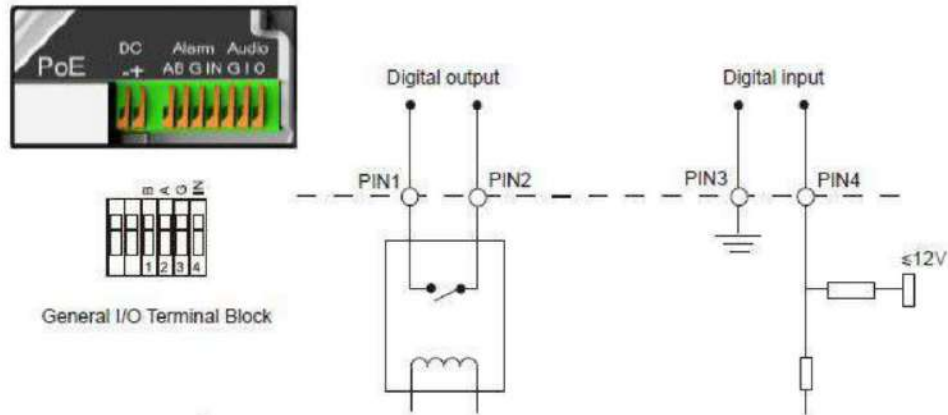 DC Alarm Audio
PoE -+ AB G IN G I O
Digital output Digital input
PIN1 PIN2 PIN3 PIN4
B A G IN
1 2 3 4
≤12V
General I/O Terminal Block